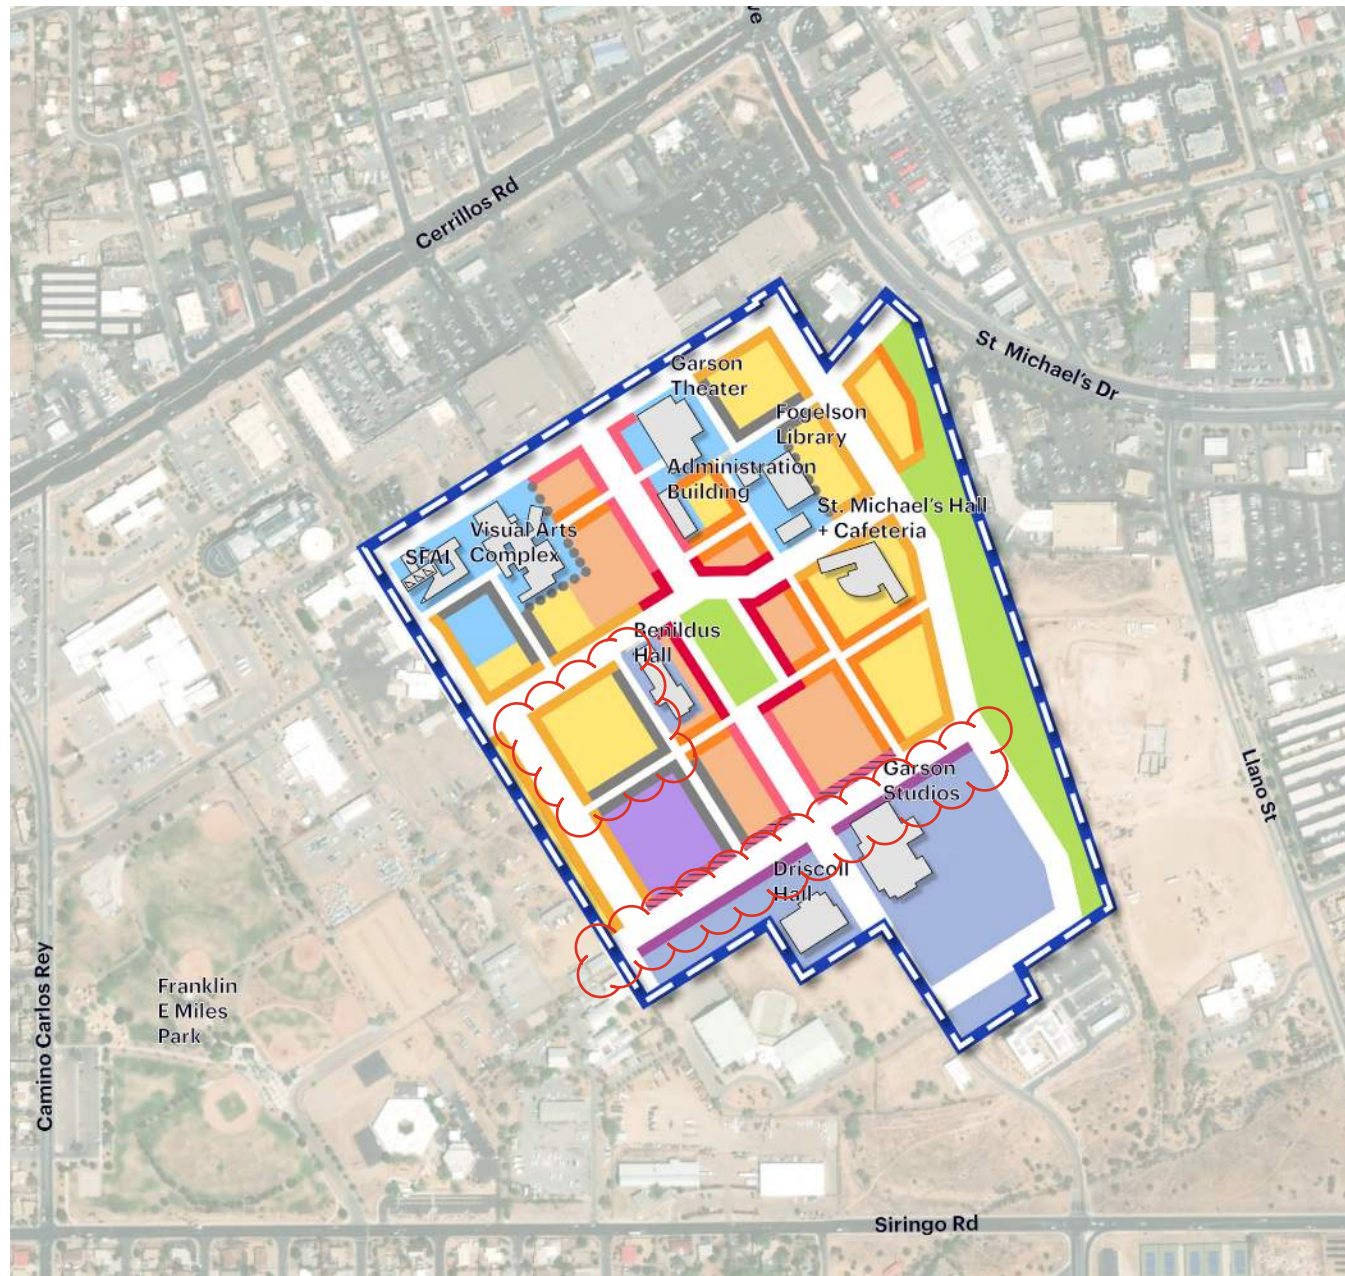 ve
Cerrillos Rd
St. Michael's Dr
Garson
Theater
Fogelson
Library
Administration
Building
St. Michael's Hall
+ Cafeteria
Visual Arts
Complex
SFAI
Benildus
Hall
Garson
Studios
Driscoll
Hall
Llano St
Franklin
E Miles
Park
Camino Carlos Rey
Siringo Rd